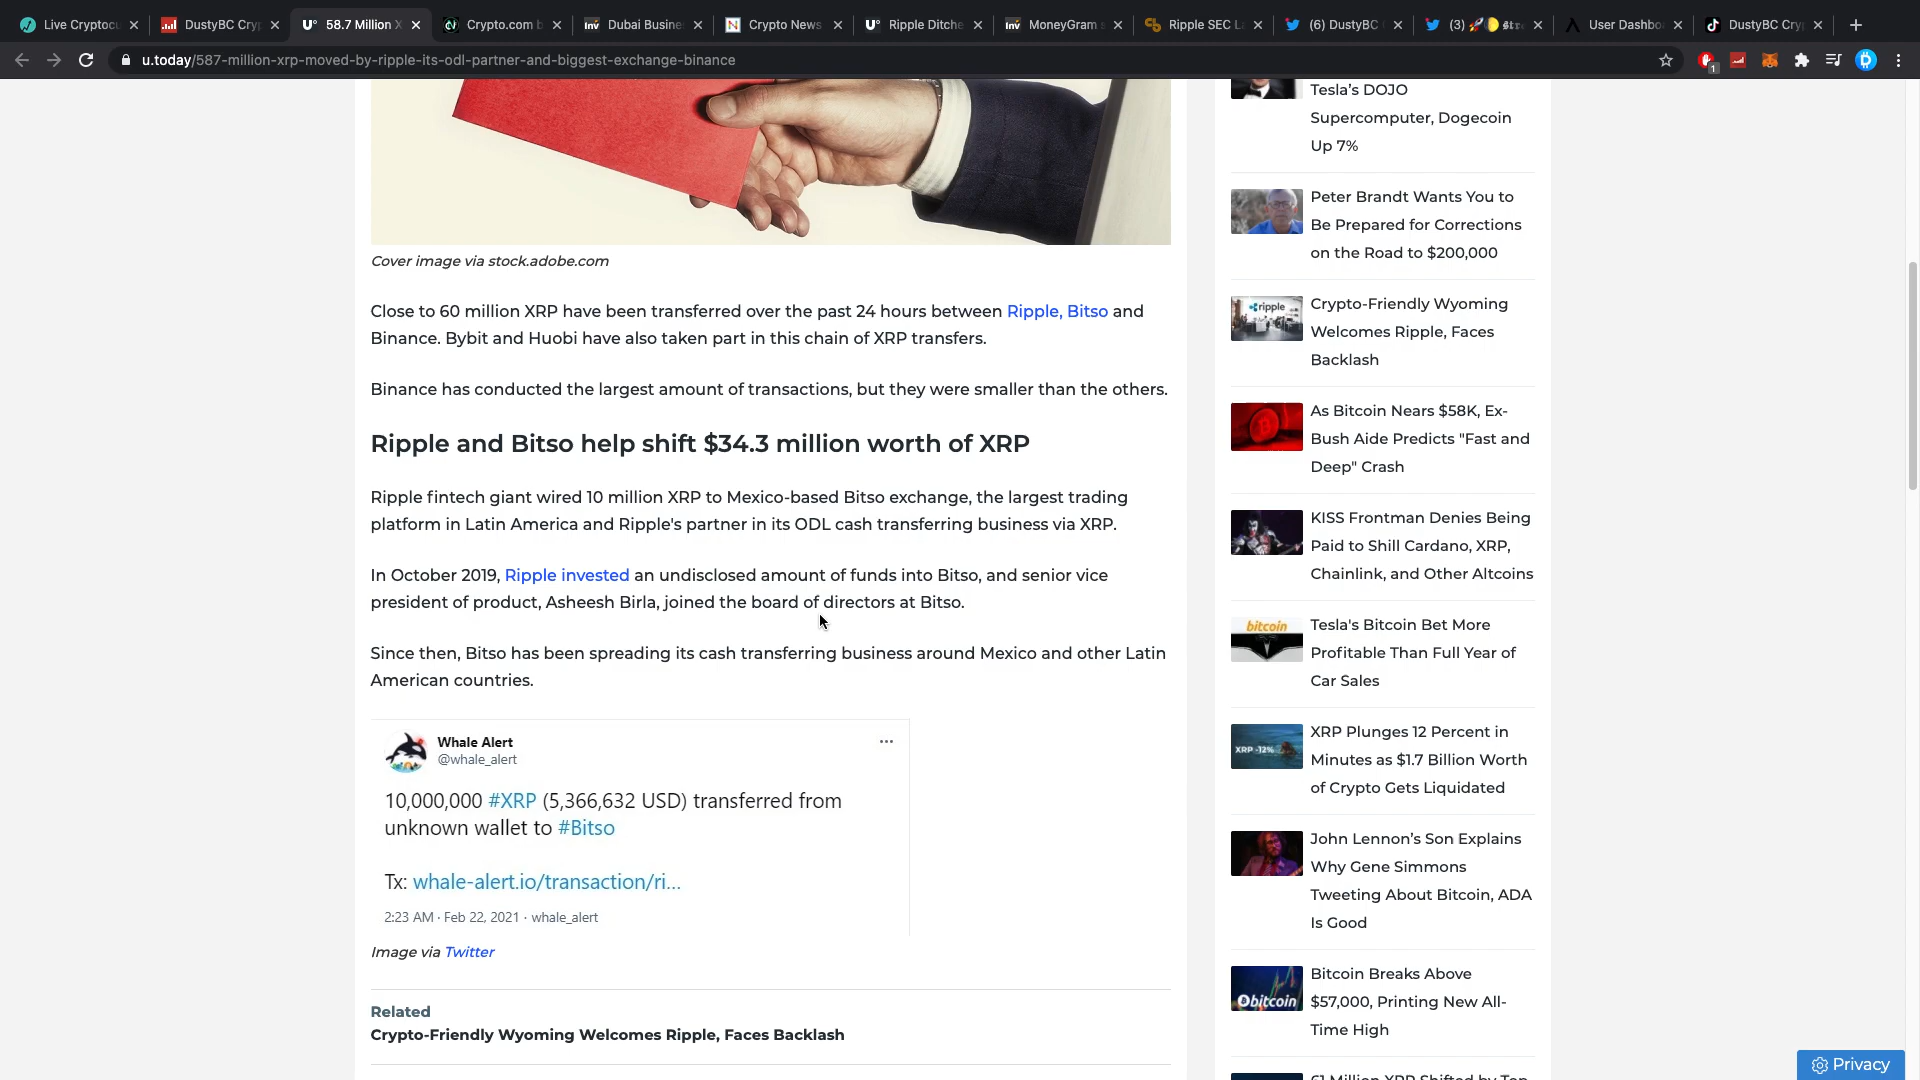 Live Cryptocu
DustyBC Cryp
58.7 Million X
Crypto.com b
Dubai Busine
Crypto News
Ripple Ditche
MoneyGram s
Ripple SEC La
(6) DustyBC C
User Dashbo
DustyBC Cryp
u.today/587-million-xrp-moved-by-ripple-its-odl-partner-and-biggest-exchange-binance
Cover image via stock.adobe.com
Close to 60 million XRP have been transferred over the past 24 hours between Ripple, Bitso and
Binance. Bybit and Huobi have also taken part in this chain of XRP transfers.
Binance has conducted the largest amount of transactions, but they were smaller than the others.
Ripple and Bitso help shift $34.3 million worth of XRP
Ripple fintech giant wired 10 million XRP to Mexico-based Bitso exchange, the largest trading
platform in Latin America and Ripple's partner in its ODL cash transferring business via XRP.
In October 2019, Ripple invested an undisclosed amount of funds into Bitso, and senior vice
president of product, Asheesh Birla, joined the board of directors at Bitso.
Since then, Bitso has been spreading its cash transferring business around Mexico and other Latin
American countries.
Whale Alert
@whale_alert
10,000,000 #XRP (5,366,632 USD) transferred from
unknown wallet to #Bitso
Tx: whale-alert.io/transaction/ri...
2:23 AM · Feb 22, 2021 · whale_alert
Image via Twitter
Related
Crypto-Friendly Wyoming Welcomes Ripple, Faces Backlash
Tesla's DOJO
Supercomputer, Dogecoin
Up 7%
Peter Brandt Wants You to
Be Prepared for Corrections
on the Road to $200,000
ripple
Crypto-Friendly Wyoming
Welcomes Ripple, Faces
Backlash
As Bitcoin Nears $58K, Ex-
Bush Aide Predicts "Fast and
Deep" Crash
KISS Frontman Denies Being
Paid to Shill Cardano, XRP,
Chainlink, and Other Altcoins
bitcoin
Tesla's Bitcoin Bet More
Profitable Than Full Year of
Car Sales
XRP -12%
XRP Plunges 12 Percent in
Minutes as $1.7 Billion Worth
of Crypto Gets Liquidated
John Lennon’s Son Explains
Why Gene Simmons
Tweeting About Bitcoin, ADA
Is Good
bitcoin
Bitcoin Breaks Above
$57,000, Printing New All-
Time High
61 Million XRP Shifted by Top
Privacy